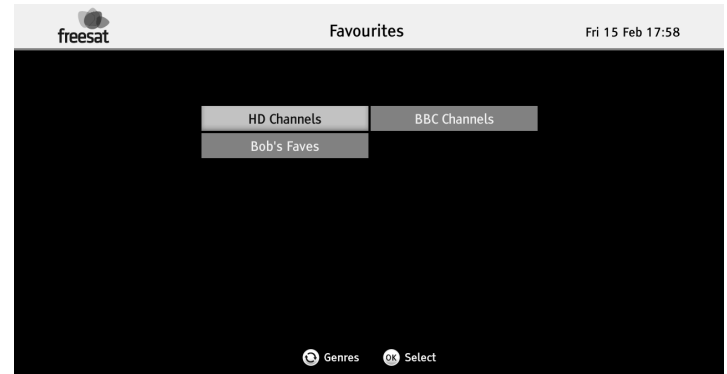 freesat
Favourites
Fri 15 Feb 17:58
HD Channels
BBC Channels
Bob's Faves
Genres
OK Select